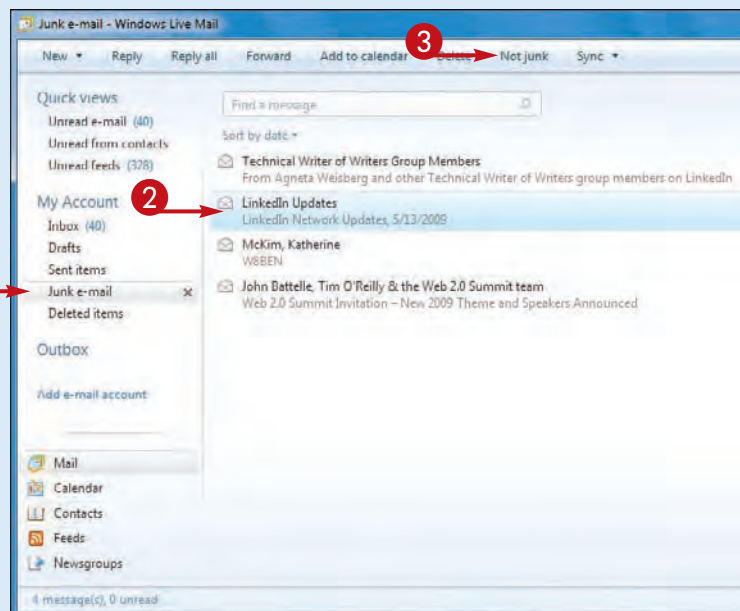 Junk e-mail - Windows Live Mail
3
New Reply Reply all Forward Add to calendar Delete Not junk Sync
Quick views
Unread e-mail (40)
Unread from contacts
Unread feeds (328)
My Account
2
Inbox (40)
Drafts
Sent items
Junk e-mail x
Deleted items
Outbox
Add e-mail account
Mail
Calendar
Contacts
Feeds
Newsgroups
Find a message
Sort by date
Technical Writer of Writers Group Members
From Agneta Weisberg and other Technical Writer of Writers group members on LinkedIn
LinkedIn Updates
LinkedIn Network Updates, 5/13/2009
McKim, Katherine
W8BEN
John Battelle, Tim O'Reilly & the Web 2.0 Summit team
Web 2.0 Summit Invitation – New 2009 Theme and Speakers Announced
4 message(s), 0 unread